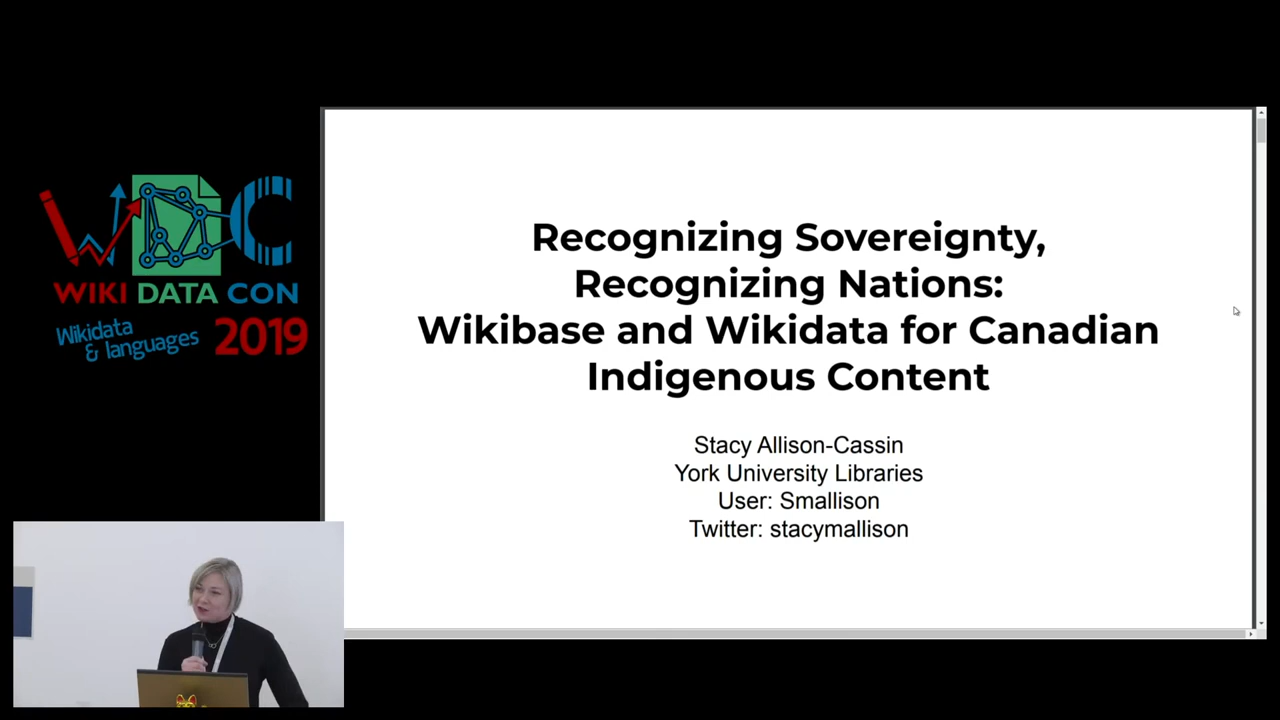 WIKI DATA CON
Wikidata
& languages
2019
Recognizing Sovereignty,
Recognizing Nations:
Wikibase and Wikidata for Canadian
Indigenous Content
Stacy Allison-Cassin
York University Libraries
User: Smallison
Twitter: stacymallison